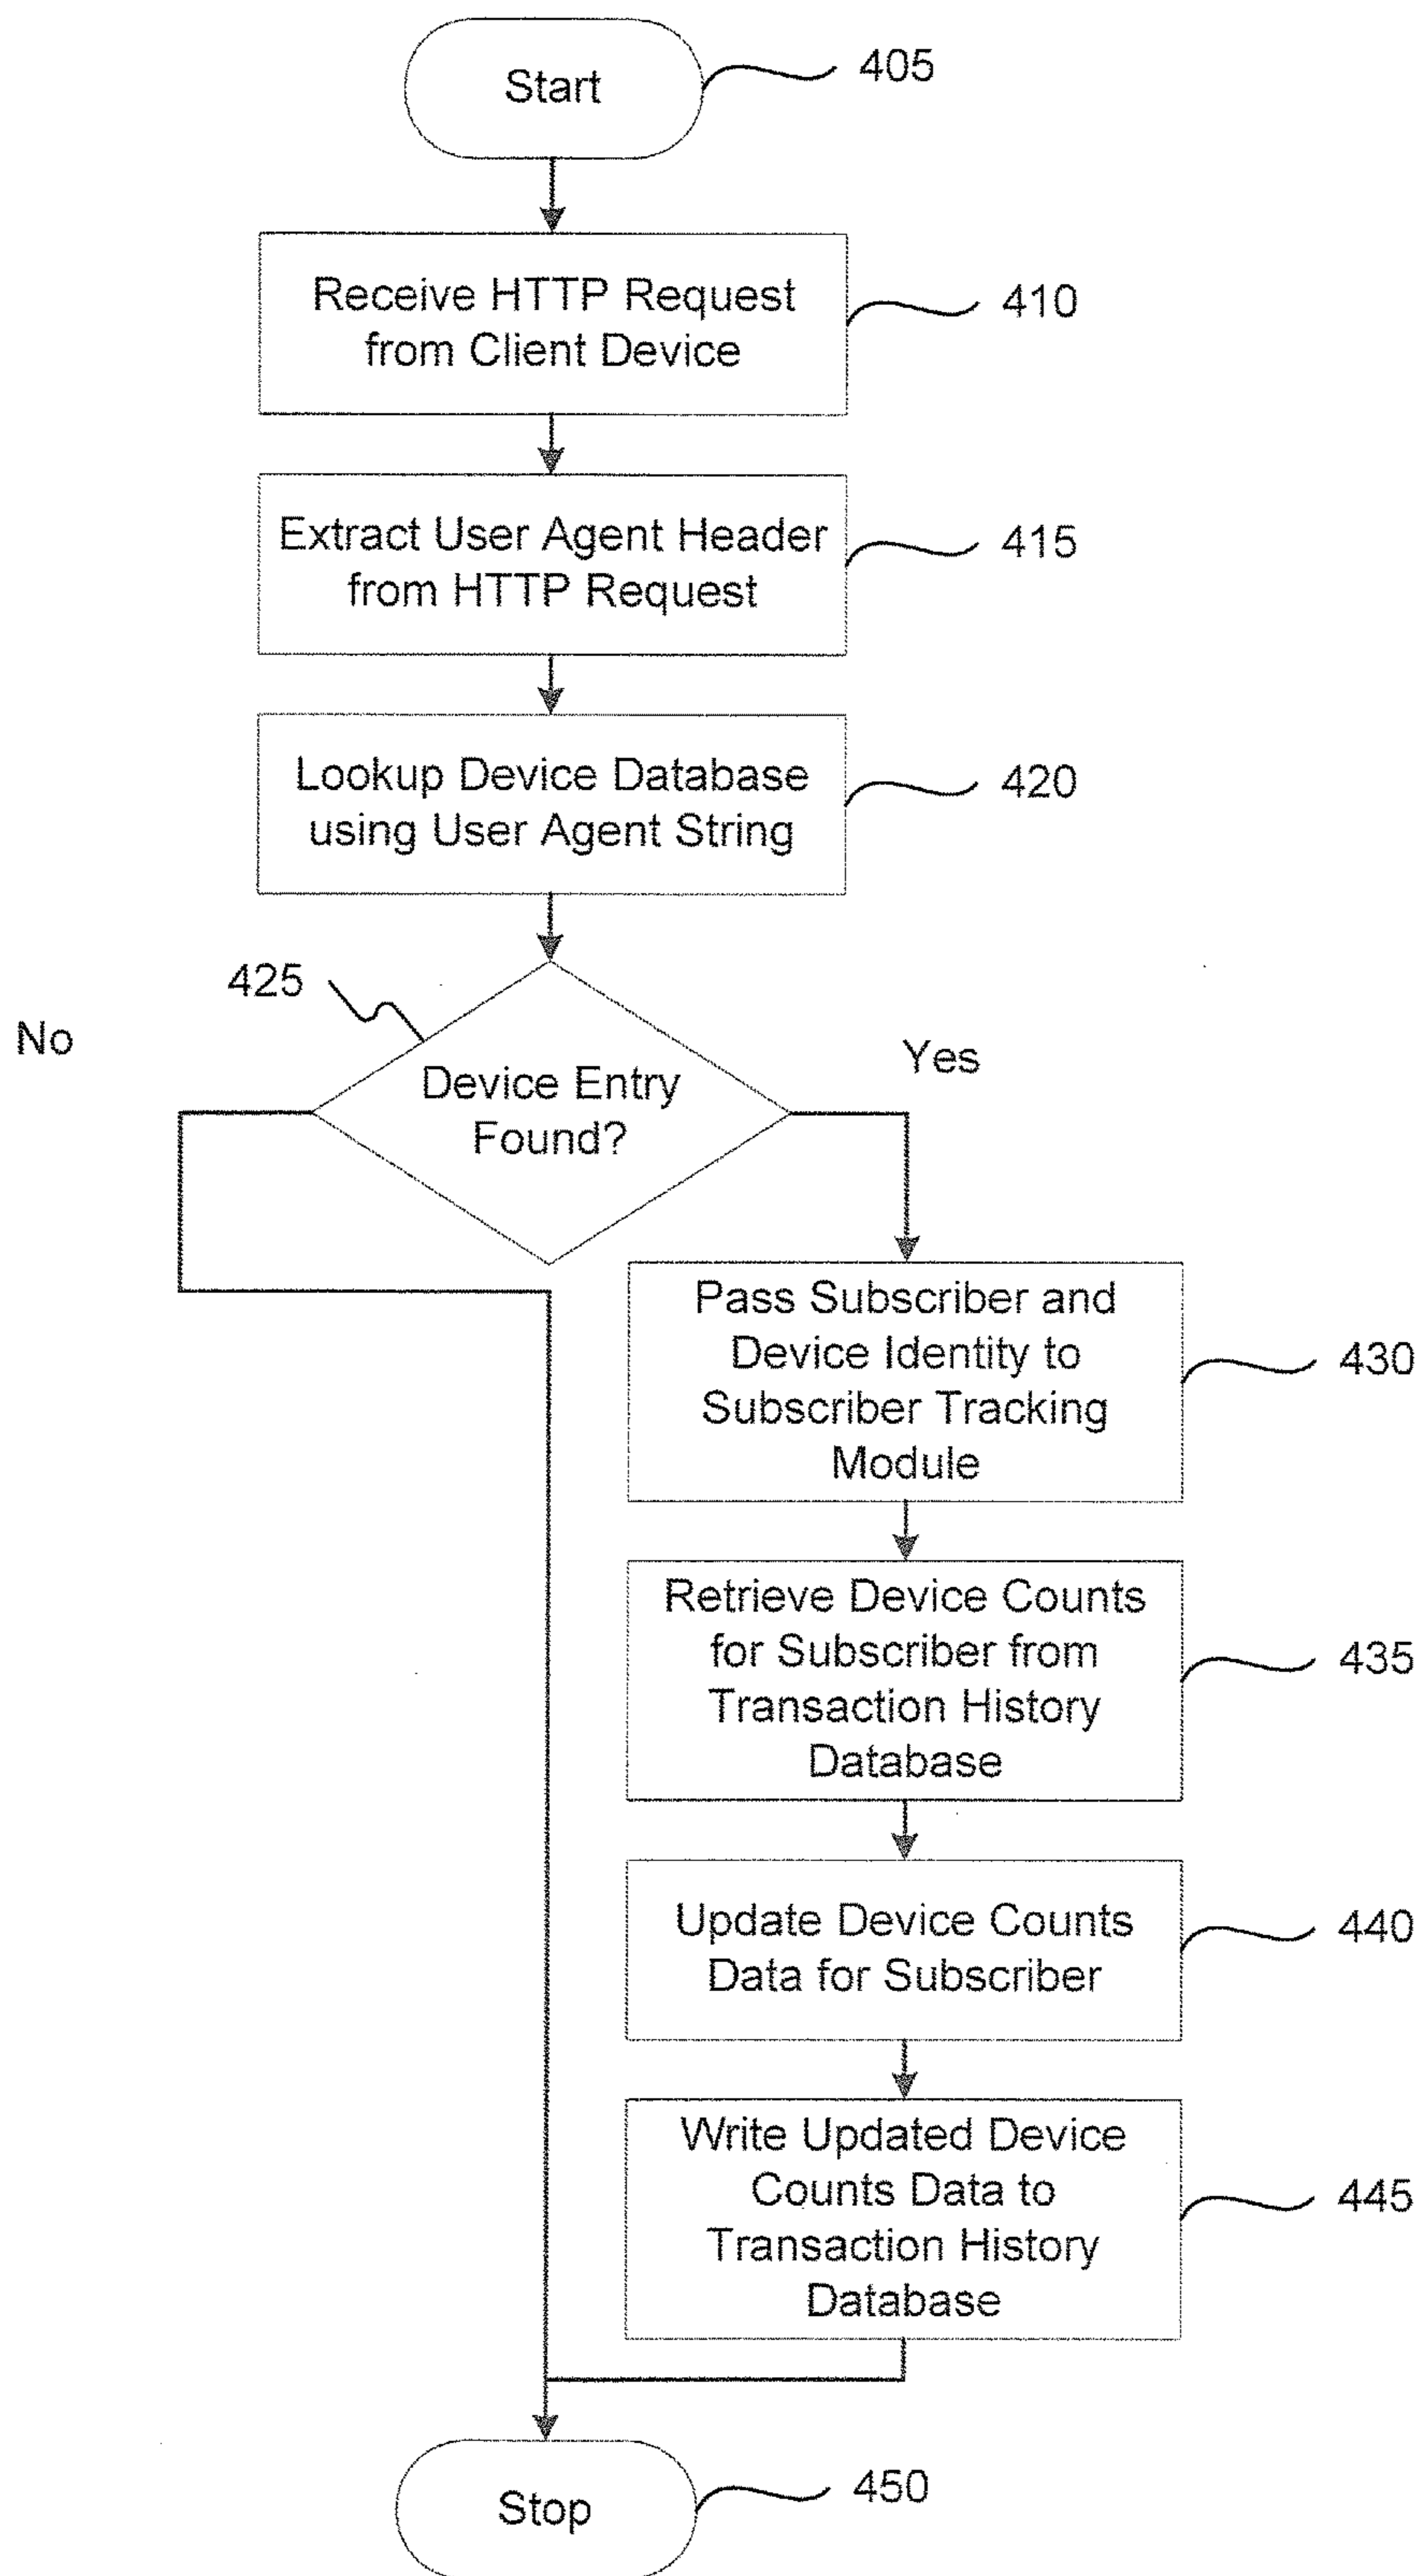 Start
405
Receive HTTP Request
from Client Device
410
Extract User Agent Header
from HTTP Request
415
Lookup Device Database
using User Agent String
420
425
No
Yes
Device Entry
Found?
Pass Subscriber and
Device Identity to
Subscriber Tracking
Module
430
Retrieve Device Counts
for Subscriber from
Transaction History
Database
435
Update Device Counts
Data for Subscriber
440
Write Updated Device
Counts Data to
Transaction History
Database
445
Stop
450